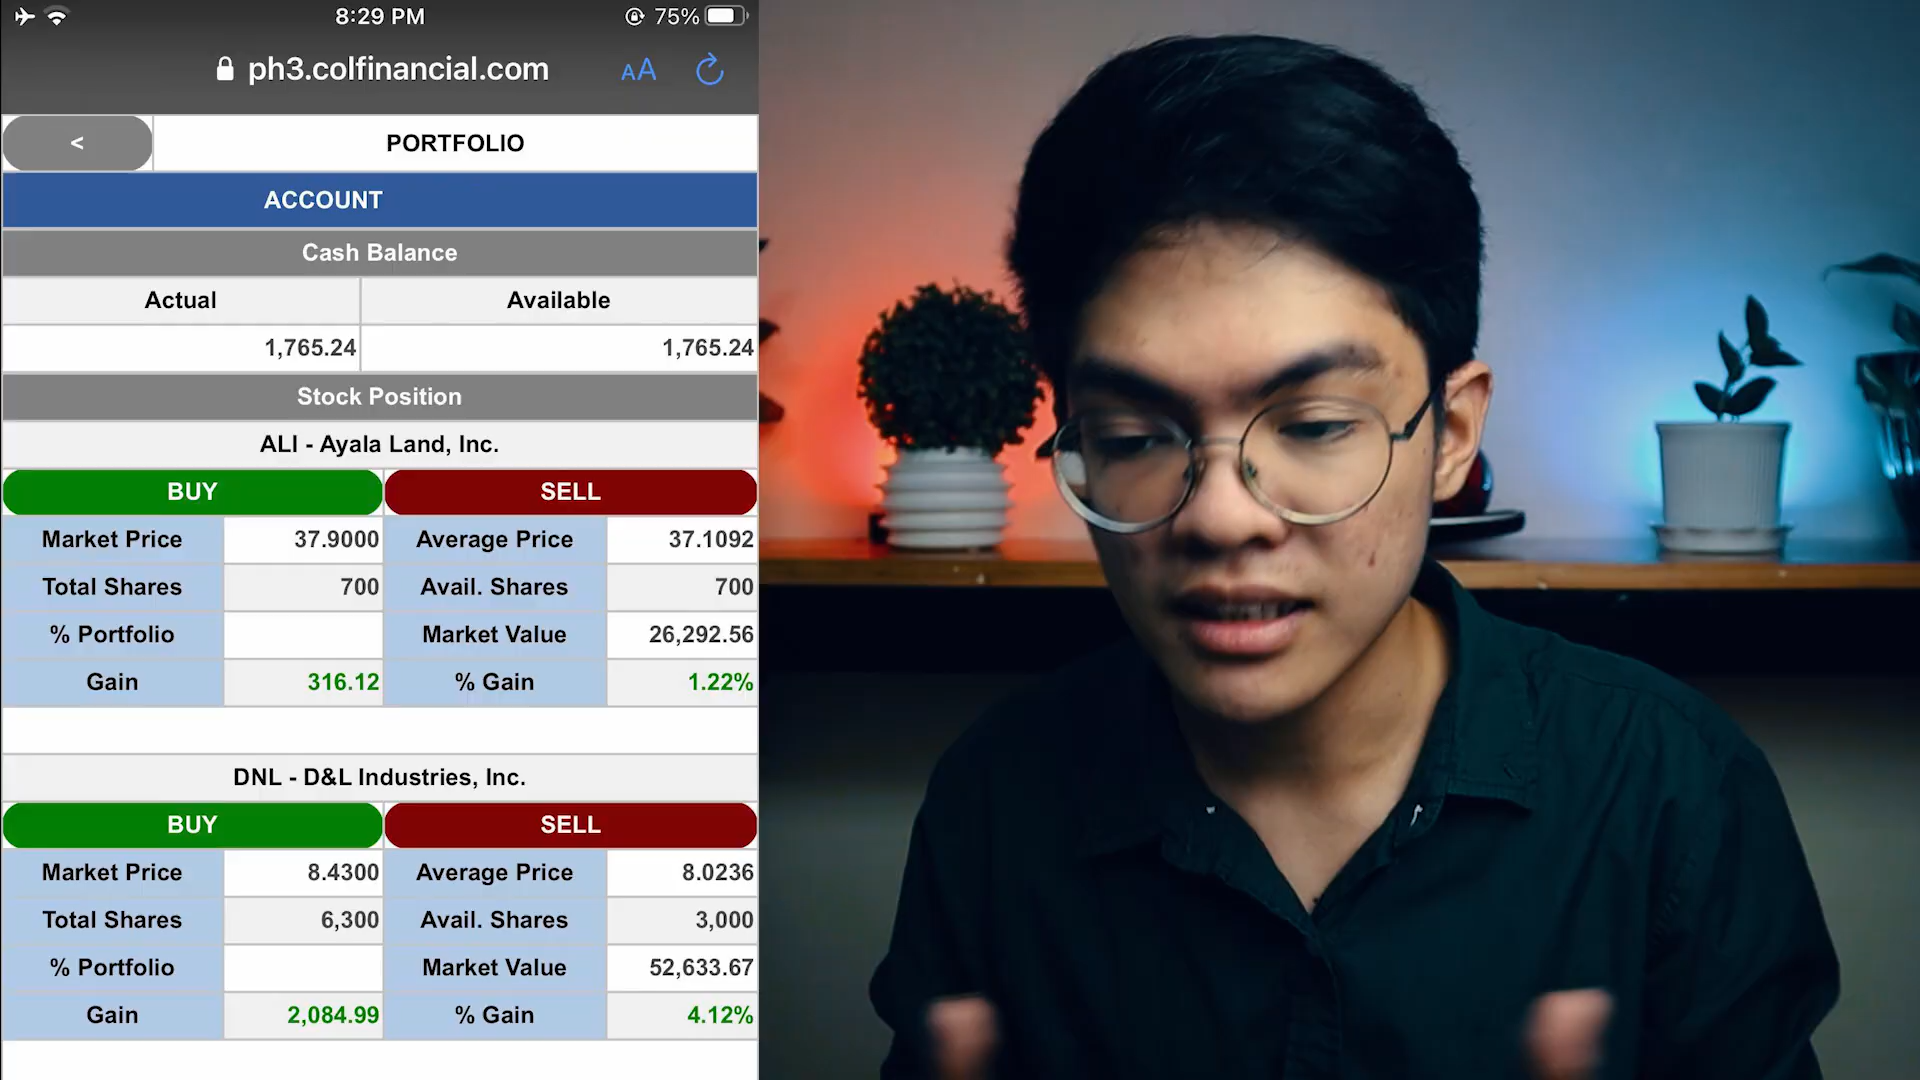 8:29 PM 75%
ph3.colfinancial.com AA
< PORTFOLIO
ACCOUNT
Cash Balance
Actual Available
1,765.24 1,765.24
Stock Position
ALI - Ayala Land, Inc.
BUY SELL
Market Price 37.9000 Average Price 37.1092
Total Shares 700 Avail. Shares 700
% Portfolio Market Value 26,292.56
Gain 316.12 % Gain 1.22%
DNL - D&L Industries, Inc.
BUY SELL
Market Price 8.4300 Average Price 8.0236
Total Shares 6,300 Avail. Shares 3,000
% Portfolio Market Value 52,633.67
Gain 2,084.99 % Gain 4.12%